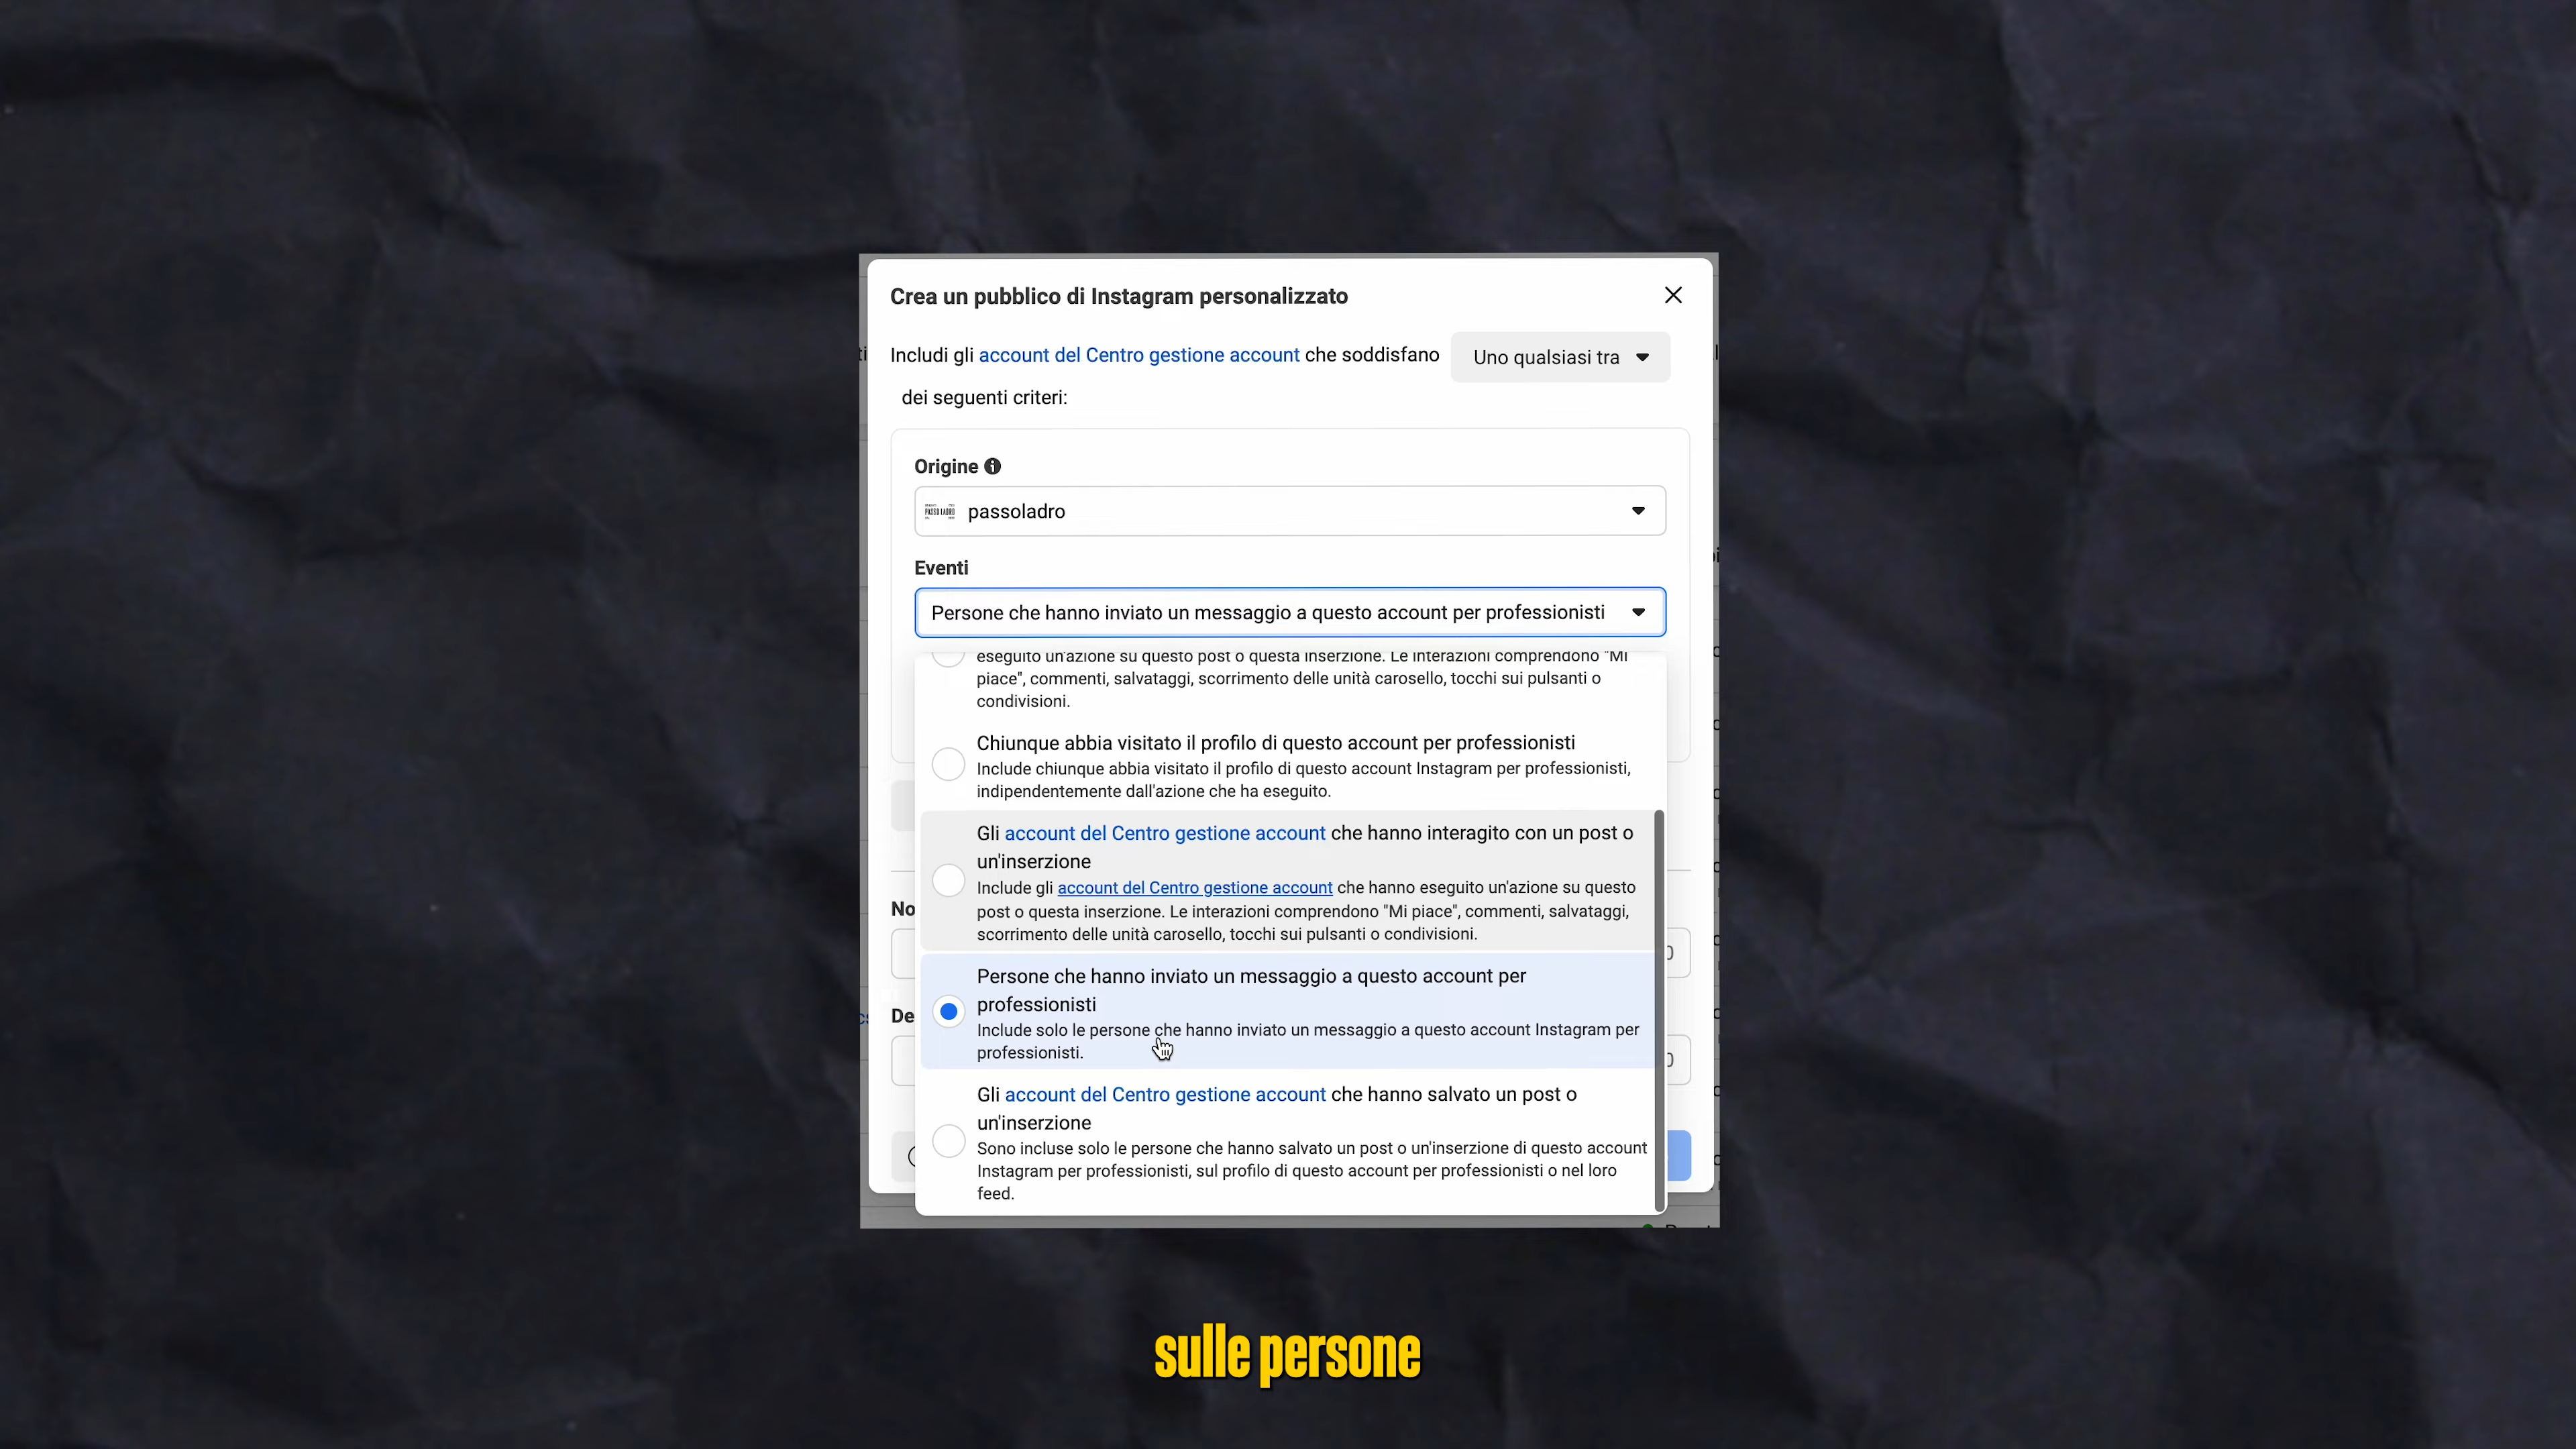 Crea un pubblico di Instagram personalizzato
Includi gli account del Centro gestione account che soddisfano Uno qualsiasi tra
dei seguenti criteri:
Origine
PASSO LADRO passoladro
Eventi
Persone che hanno inviato un messaggio a questo account per professionisti
eseguito un'azione su questo post o questa inserzione. Le interazioni comprendono "Mi
piace", commenti, salvataggi, scorrimento delle unità carosello, tocchi sui pulsanti o
condivisioni.
Chiunque abbia visitato il profilo di questo account per professionisti
Include chiunque abbia visitato il profilo di questo account Instagram per professionisti,
indipendentemente dall'azione che ha eseguito.
Gli account del Centro gestione account che hanno interagito con un post o
un'inserzione
Include gli account del Centro gestione account che hanno eseguito un'azione su questo
post o questa inserzione. Le interazioni comprendono "Mi piace", commenti, salvataggi,
scorrimento delle unità carosello, tocchi sui pulsanti o condivisioni.
No
Persone che hanno inviato un messaggio a questo account per
professionisti
Include solo le persone che hanno inviato un messaggio a questo account Instagram per
professionisti.
De
Gli account del Centro gestione account che hanno salvato un post o
un'inserzione
Sono incluse solo le persone che hanno salvato un post o un'inserzione di questo account
Instagram per professionisti, sul profilo di questo account per professionisti o nel loro
feed.
sulle persone